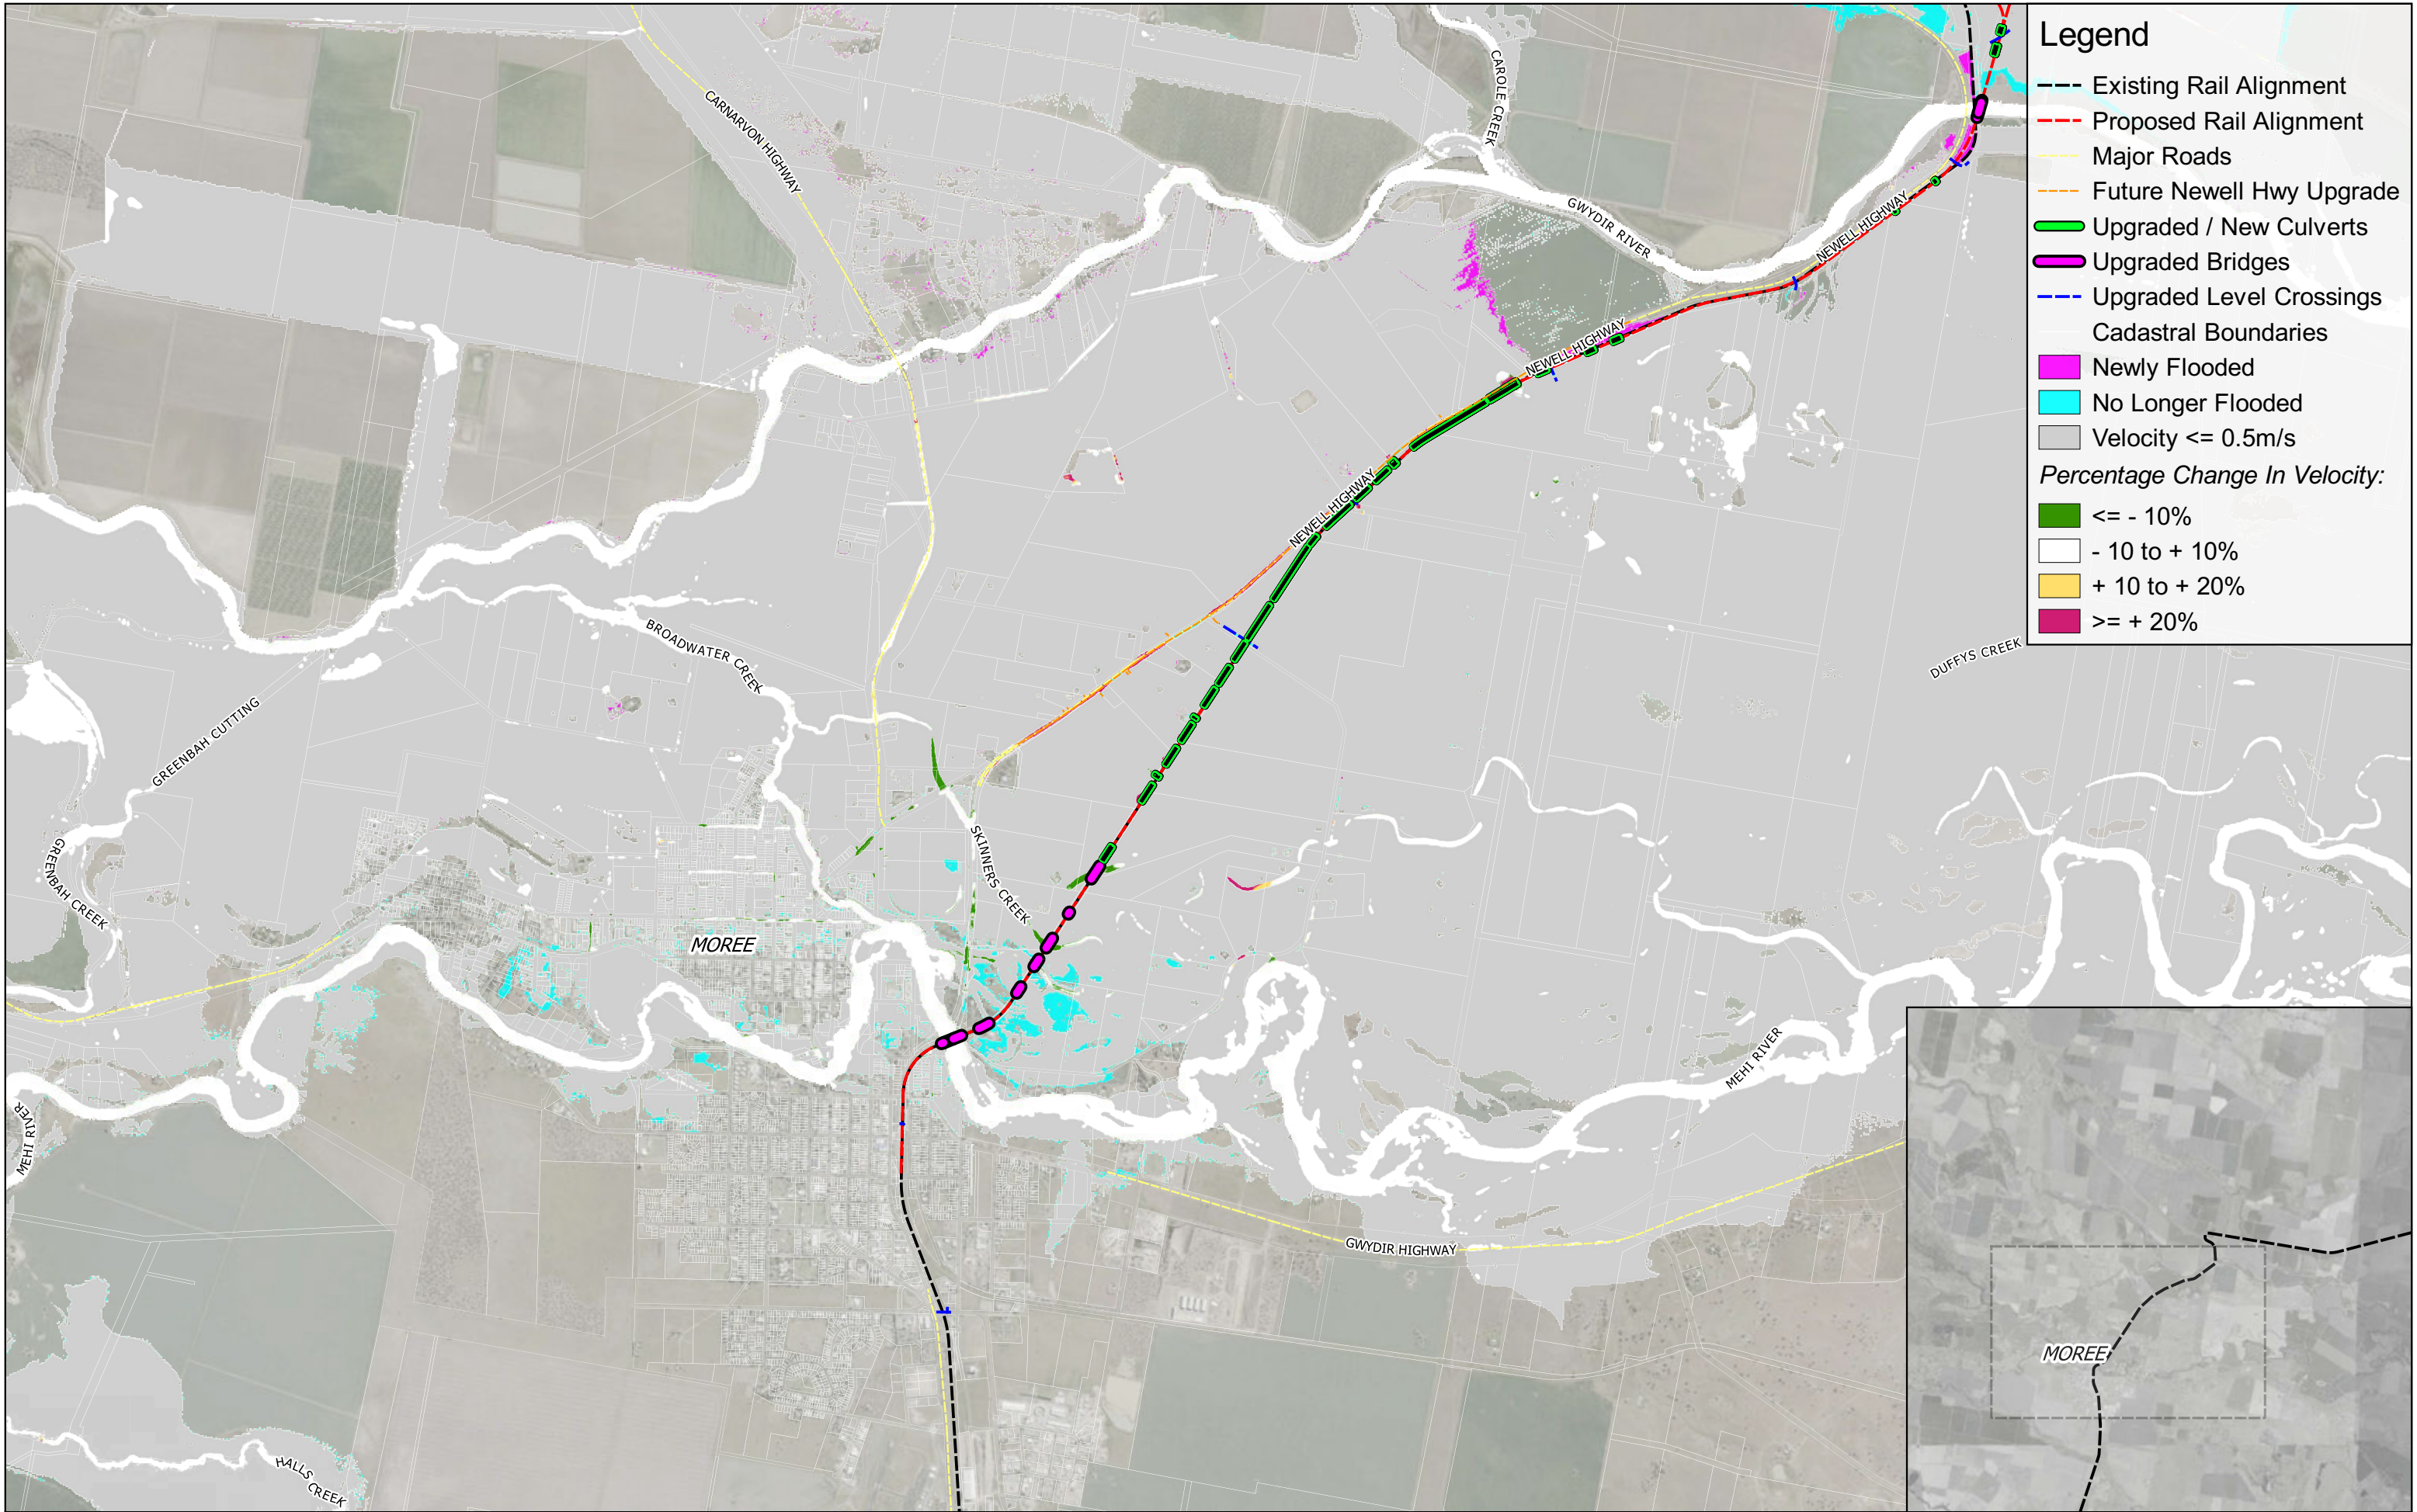 Legend
Existing Rail Alignment
Proposed Rail Alignment
Major Roads
Future Newell Hwy Upgrade
Upgraded / New Culverts
Upgraded Bridges
Upgraded Level Crossings
Cadastral Boundaries
Newly Flooded
No Longer Flooded
Velocity <= 0.5m/s
Percentage Change In Velocity:
<= - 10%
- 10 to + 10%
+ 10 to + 20%
>= + 20%
CARNARVON HIGHWAY
CAROLE CREEK
GWYDIR RIVER
NEWELL HIGHWAY
NEWELL HIGHWAY
NEWELL HIGHWAY
BROADWATER CREEK
DUFFYS CREEK
GREENBAH CUTTING
GREENBAH CREEK
SKINNERS CREEK
MOREE
MEHI RIVER
MEHI RIVER
GWYDIR HIGHWAY
HALLS CREEK
MOREE